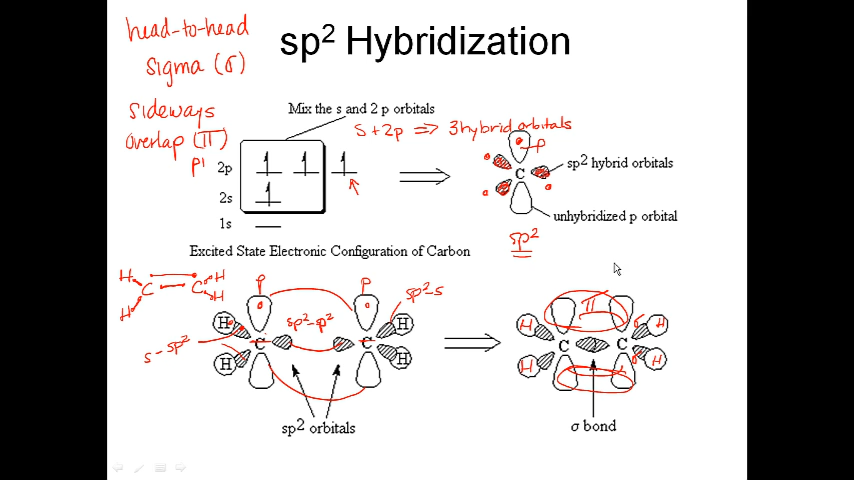 head-to-head
sp2 Hybridization
sigma (σ)
sideways
overlap (π)
pi
Mix the s and 2 p orbitals
s + 2p ⇒ 3 hybrid orbitals
2p
2s
1s
p
C
sp2 hybrid orbitals
unhybridized p orbital
sp2
Excited State Electronic Configuration of Carbon
H H
C C
H H
p p
sp2-s
sp2-sp2
s-sp2
H H
C C
H H
sp2 orbitals
π
H σ H
C C
H σ H
σ bond